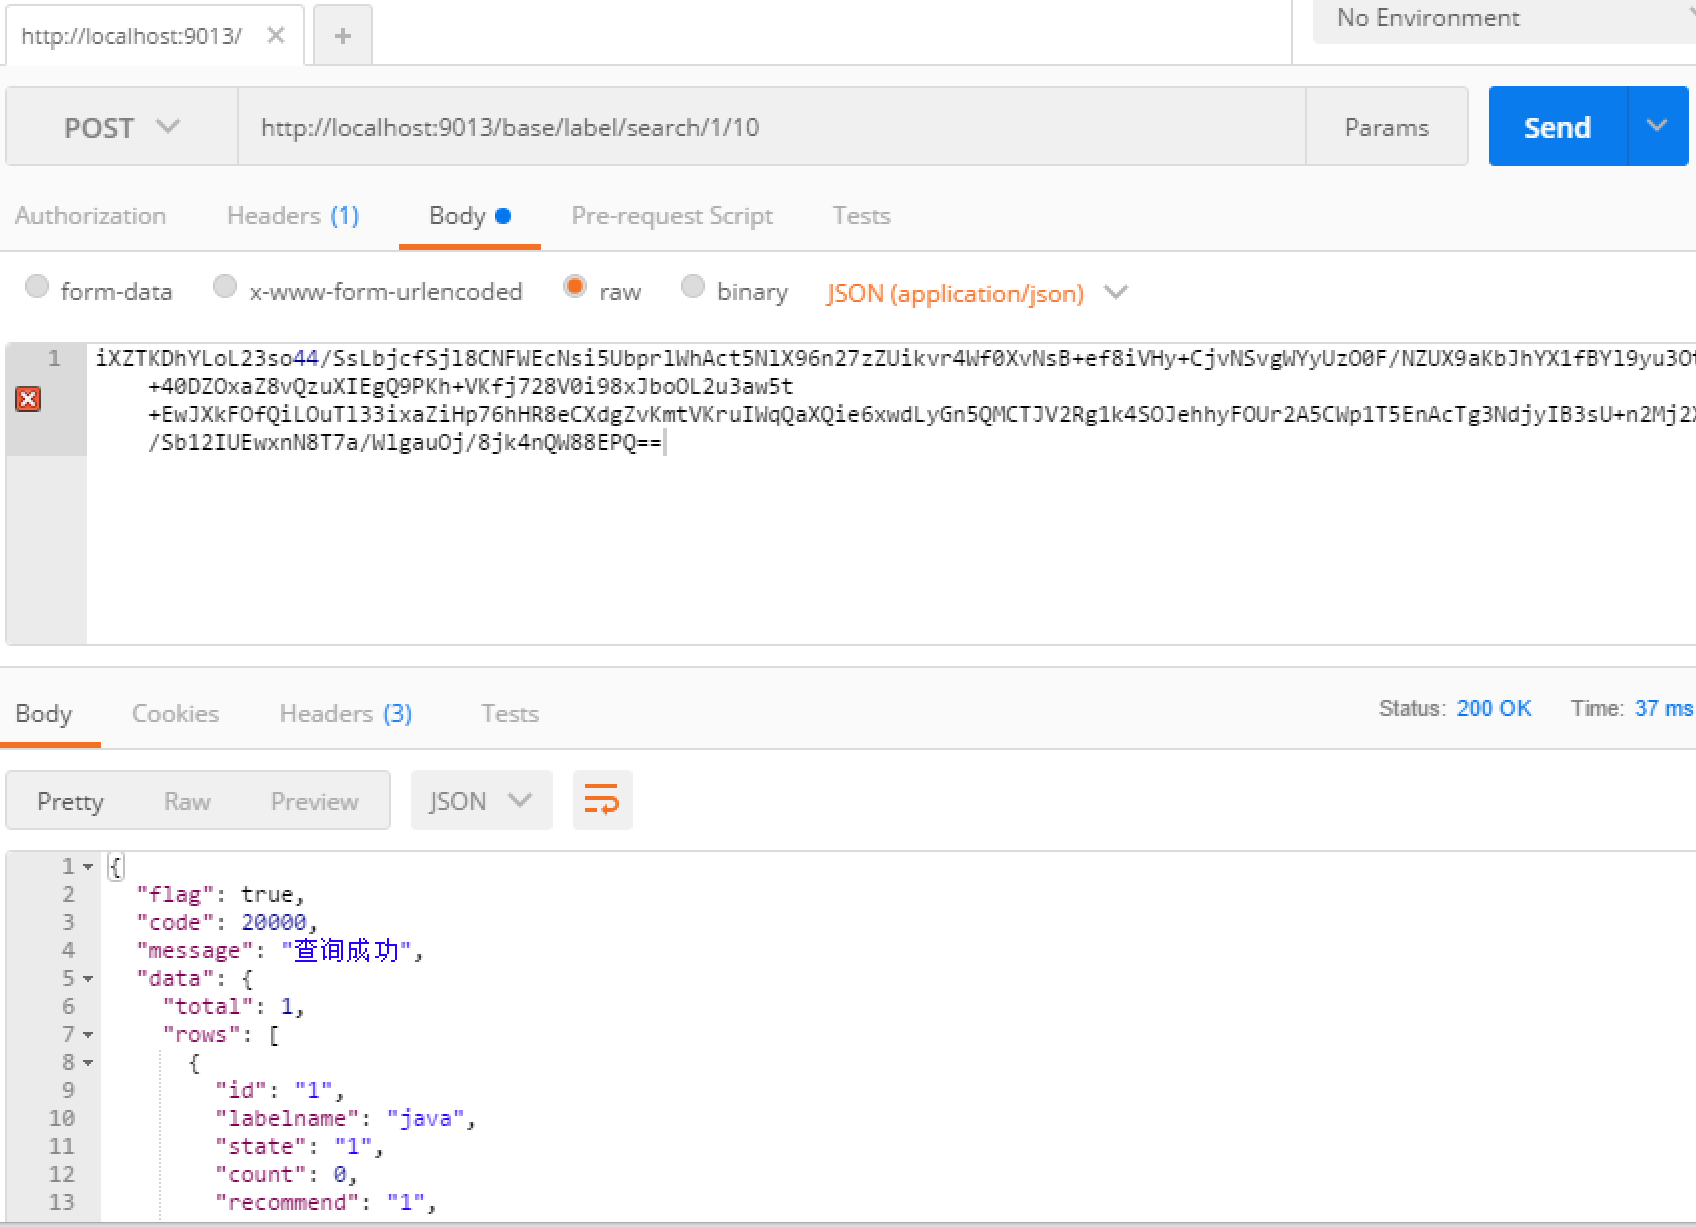 http://localhost:9013/
No Environment
POST http://localhost:9013/base/label/search/1/10 Params Send
Authorization Headers (1) Body Pre-request Script Tests
form-data x-www-form-urlencoded raw binary JSON (application/json)
1 iXZTKDhYLoL23so44/SsLbjcfSjl8CNFWEcNsi5UbprlWhAct5NlX96n27zZUikvr4Wf0XvNsB+ef8iVHy+CjvNSvgWYyUzO0F/NZUX9aKbJhYX1fBYl9yu3Ot
+40DZOxaZ8vQzuXIEgQ9PKh+VKfj728V0i98xJboOL2u3aw5t
+EwJXkFOfQiLOuTl33ixaZiHp76hHR8eCXdgZvKmtVKruIWqQaXQie6xwdLyGn5QMCTJV2Rg1k4SOJehhyFOUr2A5CWp1T5EnAcTg3NdjyIB3sU+n2Mj2X
/Sb12IUEwxnN8T7a/WlgauOj/8jk4nQW88EPQ==
Body Cookies Headers (3) Tests Status: 200 OK Time: 37 ms
Pretty Raw Preview JSON
1 {
2 "flag": true,
3 "code": 20000,
4 "message": "查询成功",
5 "data": {
6 "total": 1,
7 "rows": [
8 {
9 "id": "1",
10 "labelname": "java",
11 "state": "1",
12 "count": 0,
13 "recommend": "1",